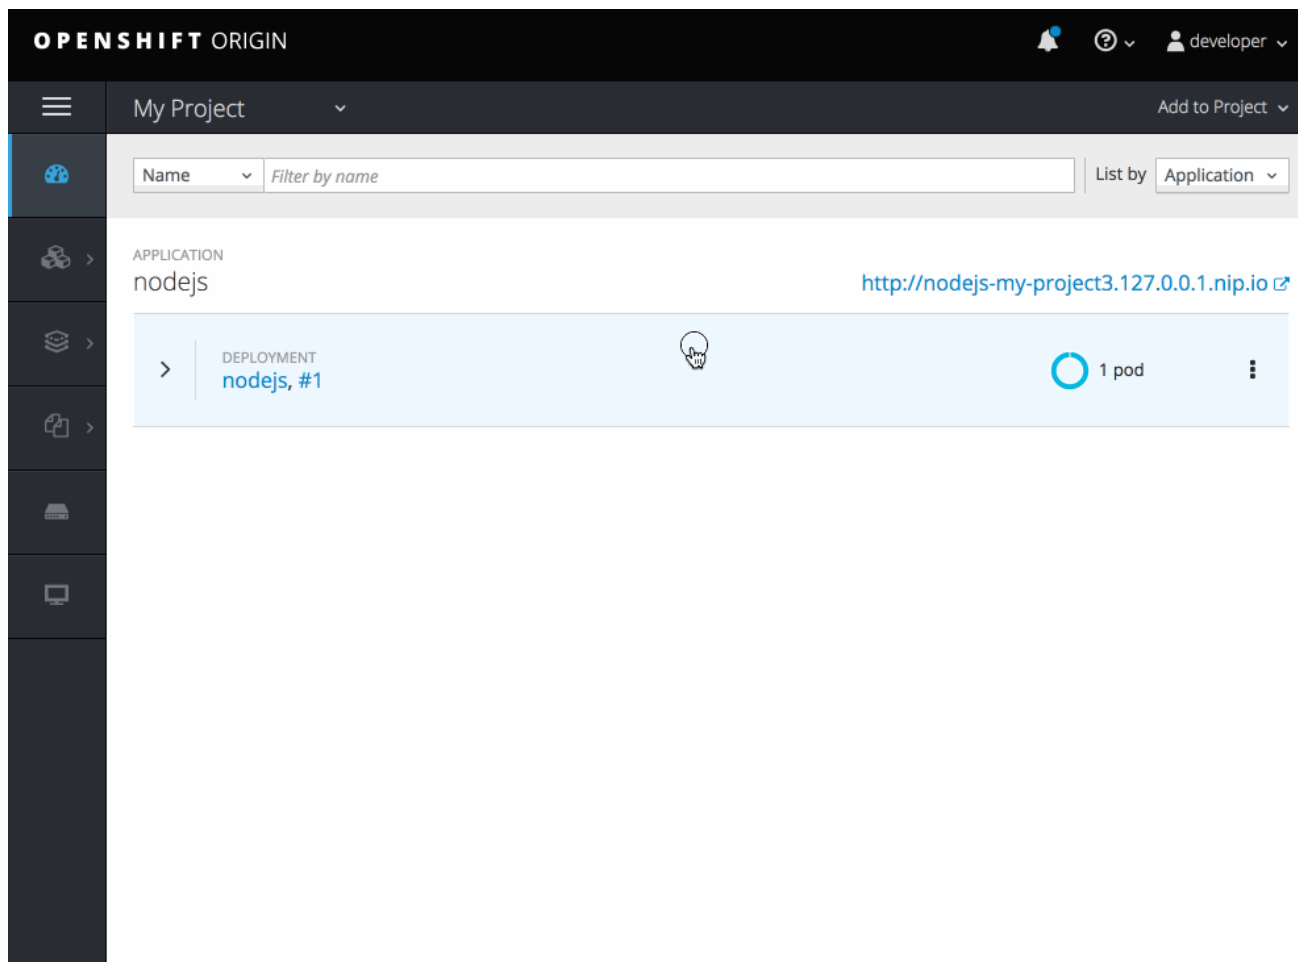 OPENSHIFT ORIGIN
developer
My Project
Add to Project
Name
Filter by name
List by
Application
APPLICATION
nodejs
http://nodejs-my-project3.127.0.0.1.nip.io
DEPLOYMENT
nodejs, #1
1 pod